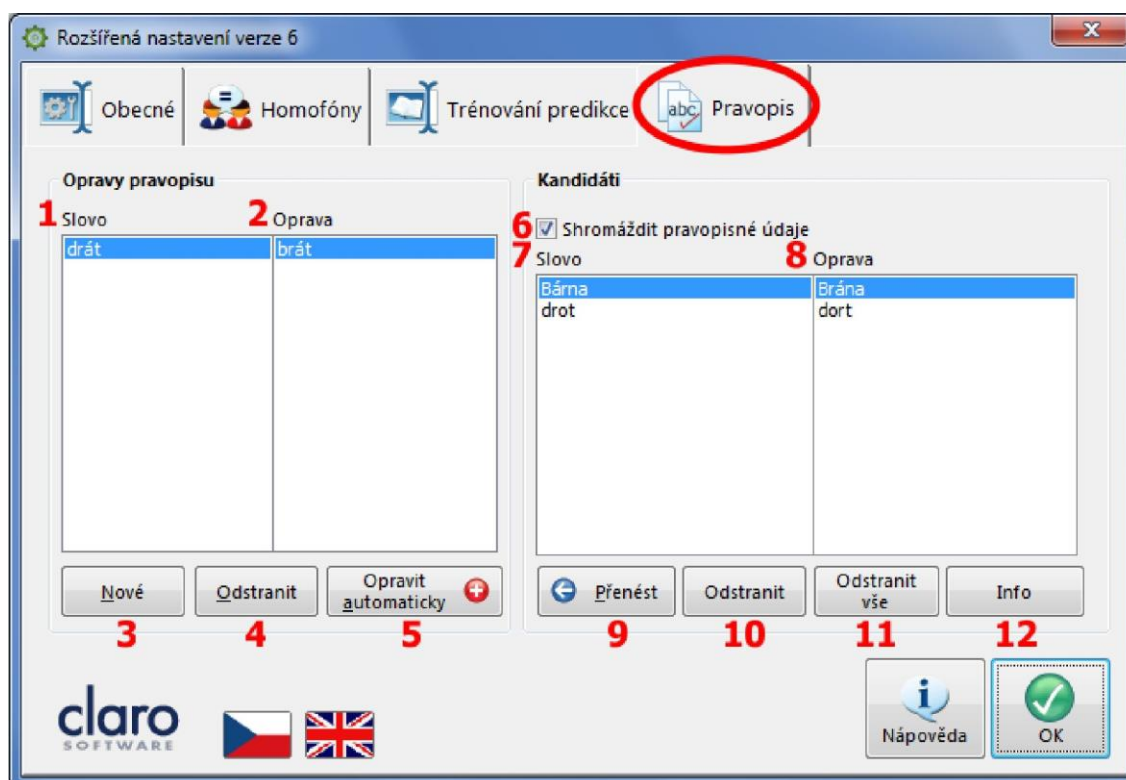 Rozšířená nastavení verze 6
x
Obecné Homofóny Trénování predikce abc Pravopis
Opravy pravopisu
1 Slovo 2 Oprava
drát brát
Nové Odstranit Opravit automaticky
3 4 5
Kandidáti
6 Shromáždit pravopisné údaje
7 Slovo 8 Oprava
Bárna Brána
drot dort
Přenést Odstranit Odstranit vše Info
9 10 11 12
claro
SOFTWARE
i
Nápověda OK